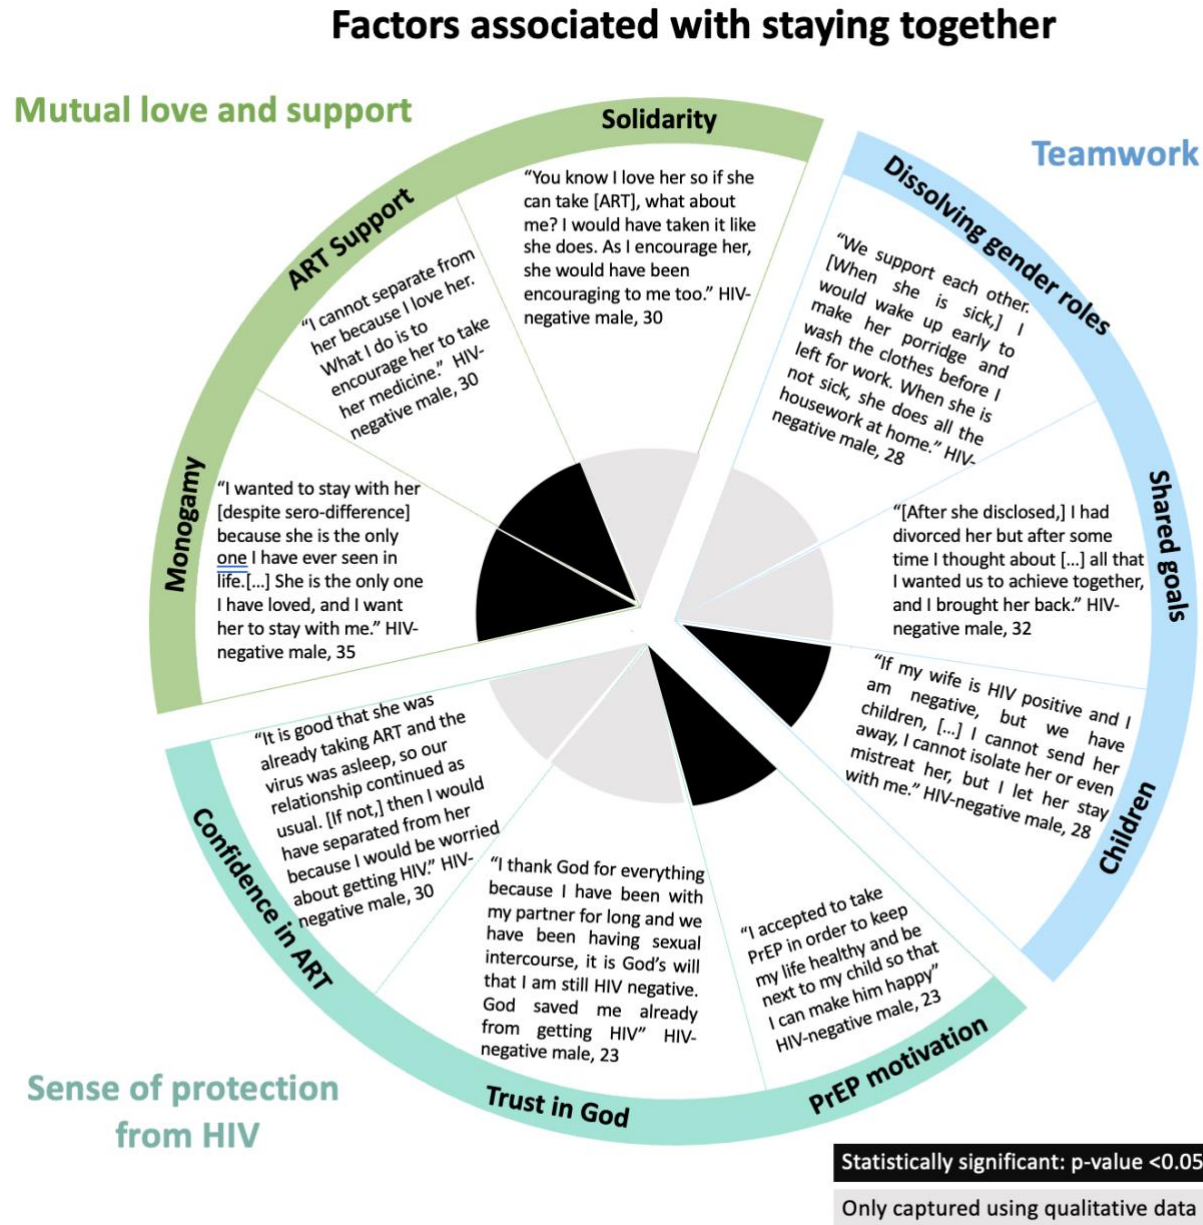 Factors associated with staying together
Mutual love and support
Solidarity
“You know I love her so if she
can take [ART], what about
me? I would have taken it like
she does. As I encourage her,
she would have been
encouraging to me too.” HIV-
negative male, 30
ART Support
“I cannot separate from
her because I love her.
What I do is to
encourage her to take
her medicine.” HIV-
negative male, 30
Monogamy
“I wanted to stay with her
[despite sero-difference]
because she is the only
one I have ever seen in
life.[...] She is the only one
I have loved, and I want
her to stay with me.” HIV-
negative male, 35
Teamwork
Dissolving gender roles
“We support each other.
[When she is sick,] I
would wake up early to
make her porridge and
wash the clothes before I
left for work. When she is
not sick, she does all the
housework at home.” HIV-
negative male, 28
Shared goals
“[After she disclosed,] I had
divorced her but after some
time I thought about [...] all that
I wanted us to achieve together,
and I brought her back.” HIV-
negative male, 32
Children
“If my wife is HIV positive and I
am negative, but we have
children, [...] I cannot send her
away, I cannot isolate her or even
mistreat her, but I let her stay
with me.” HIV-negative male, 28
Sense of protection
from HIV
Confidence in ART
“It is good that she was
already taking ART and the
virus was asleep, so our
relationship continued as
usual. [If not,] then I would
have separated from her
because I would be worried
about getting HIV.” HIV-
negative male, 30
Trust in God
“I thank God for everything
because I have been with
my partner for long and we
have been having sexual
intercourse, it is God’s will
that I am still HIV negative.
God saved me already
from getting HIV” HIV-
negative male, 23
PrEP motivation
“I accepted to take
PrEP in order to keep
my life healthy and be
next to my child so that
I can make him happy”
HIV-negative male, 23
Statistically significant: p-value <0.05
Only captured using qualitative data